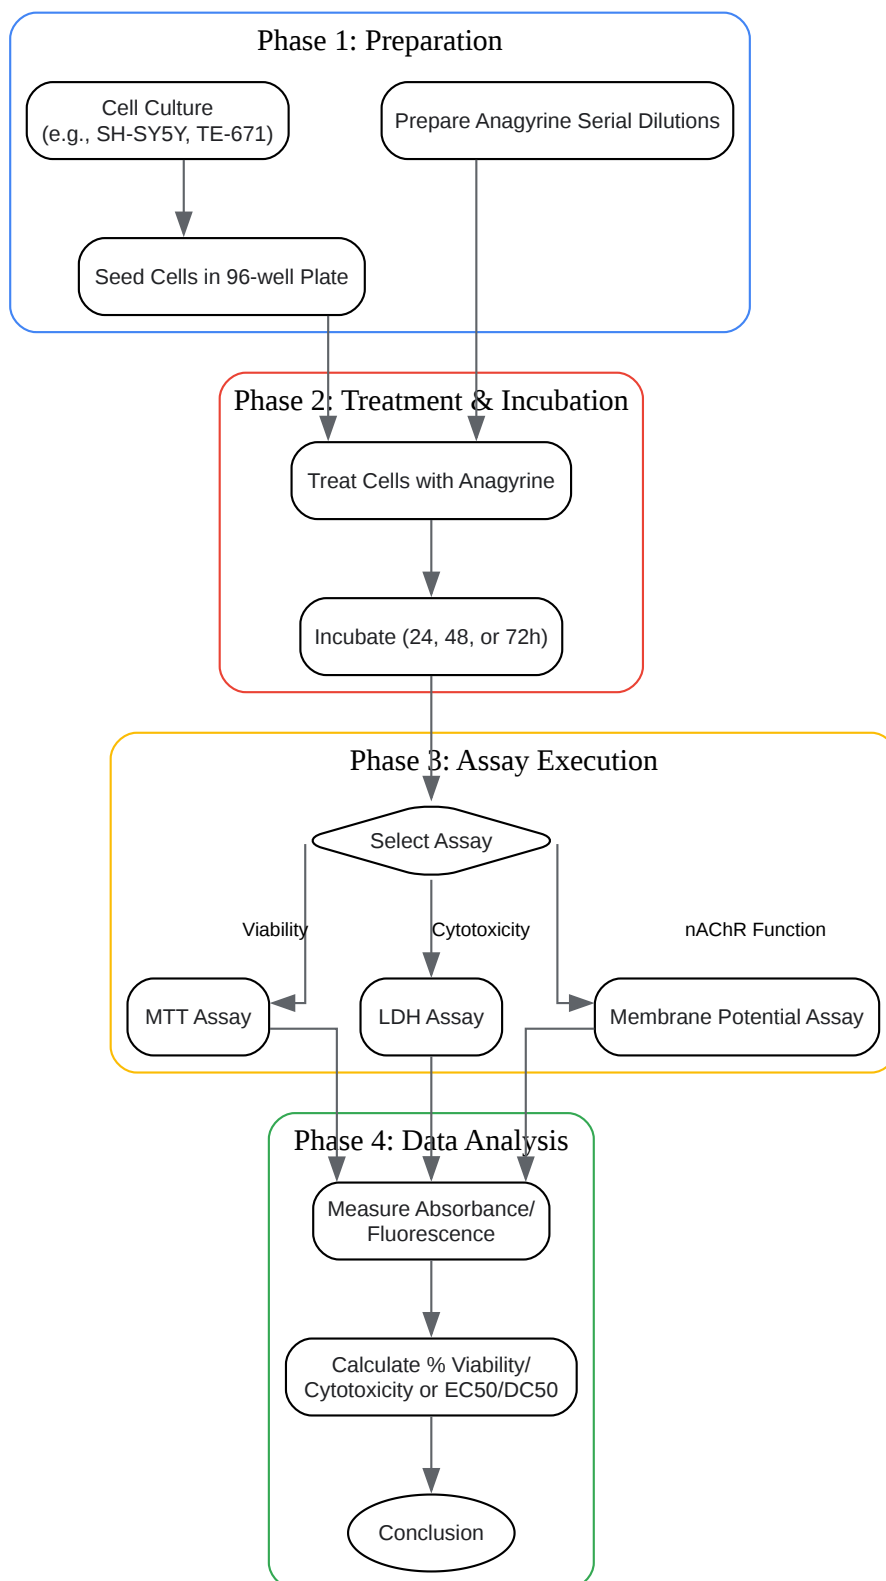 Phase 1: Preparation
Cell Culture
(e.g., SH-SY5Y, TE-671)
Prepare Anagyrine Serial Dilutions
Seed Cells in 96-well Plate
Phase 2: Treatment & Incubation
Treat Cells with Anagyrine
Incubate (24, 48, or 72h)
Phase 3: Assay Execution
Select Assay
Viability
Cytotoxicity
nAChR Function
MTT Assay
LDH Assay
Membrane Potential Assay
Phase 4: Data Analysis
Measure Absorbance/
Fluorescence
Calculate % Viability/
Cytotoxicity or EC50/DC50
Conclusion